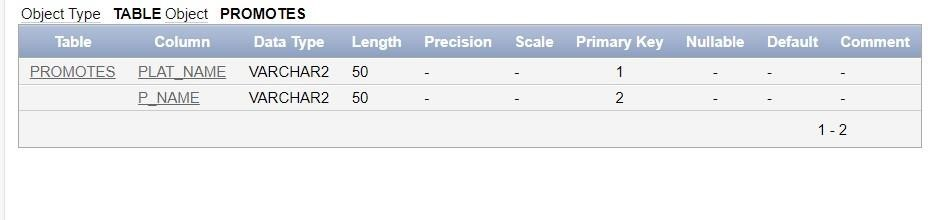 Object Type TABLE Object PROMOTES
Table Column Data Type Length Precision Scale Primary Key Nullable Default Comment
PROMOTES PLAT_NAME VARCHAR2 50 - - 1 - - -
P_NAME VARCHAR2 50 - - 2 - - -
1 - 2